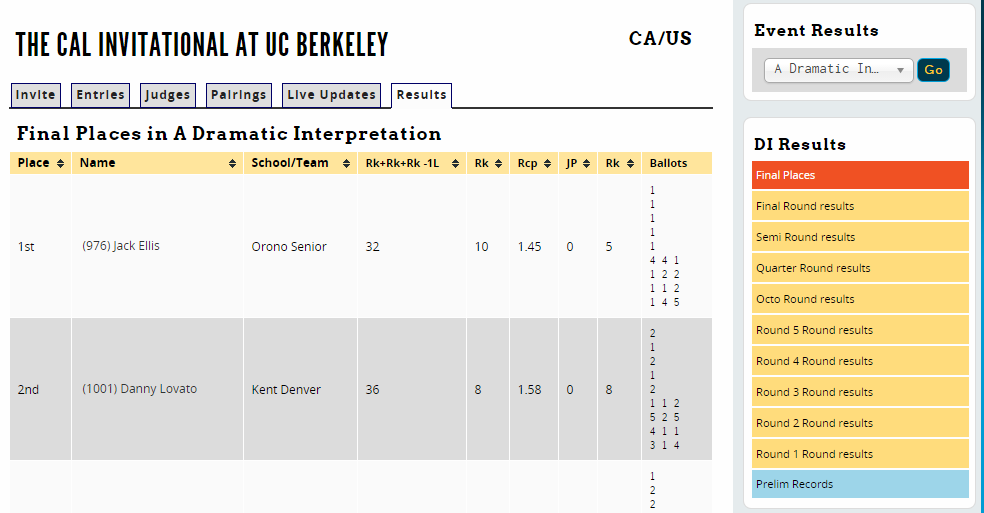 THE CAL INVITATIONAL AT UC BERKELEY
CA/US
Invite Entries Judges Pairings Live Updates Results
Final Places in A Dramatic Interpretation
Place Name School/Team Rk+Rk+Rk -1L Rk Rcp JP Rk Ballots
1st (976) Jack Ellis Orono Senior 32 10 1.45 0 5
1
1
1
1
1
4 4 1
1 2 2
1 1 2
1 4 5
2nd (1001) Danny Lovato Kent Denver 36 8 1.58 0 8
2
1
2
1
2
1 1 2
5 2 5
4 1 1
3 1 4
1
2
2
Event Results
A Dramatic In... Go
DI Results
Final Places
Final Round results
Semi Round results
Quarter Round results
Octo Round results
Round 5 Round results
Round 4 Round results
Round 3 Round results
Round 2 Round results
Round 1 Round results
Prelim Records